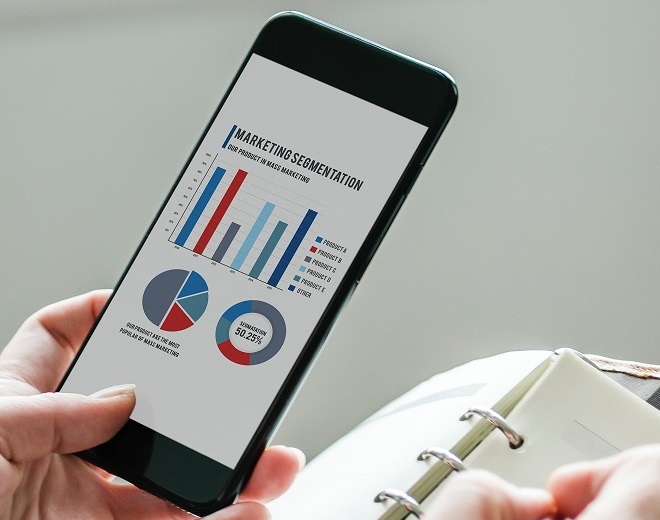 MARKETING SEGMENTATION
OUR PRODUCT IN MASS MARKETING
PRODUCT A
PRODUCT B
PRODUCT C
PRODUCT D
PRODUCT E
OTHER
OUR PRODUCT ARE THE MOST
POPULAR OF MASS MARKETING
SEGMATATION
50.25%